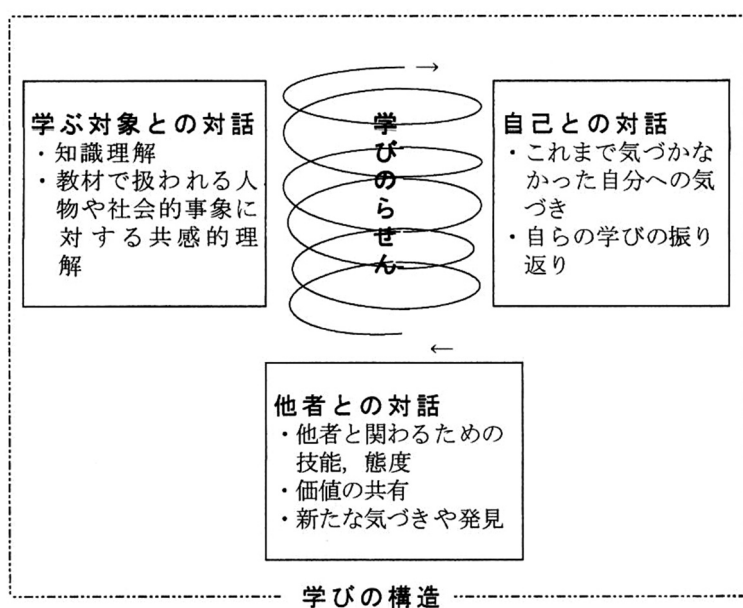 学ぶ対象との対話
・知識理解
・教材で扱われる人
物や社会的事象に
対する共感的理
解
→
学びのらせん
自己との対話
・これまで気づかな
かった自分への気
づき
・自らの学びの振り
返り
←
他者との対話
・他者と関わるための
技能，態度
・価値の共有
・新たな気づきや発見
学びの構造